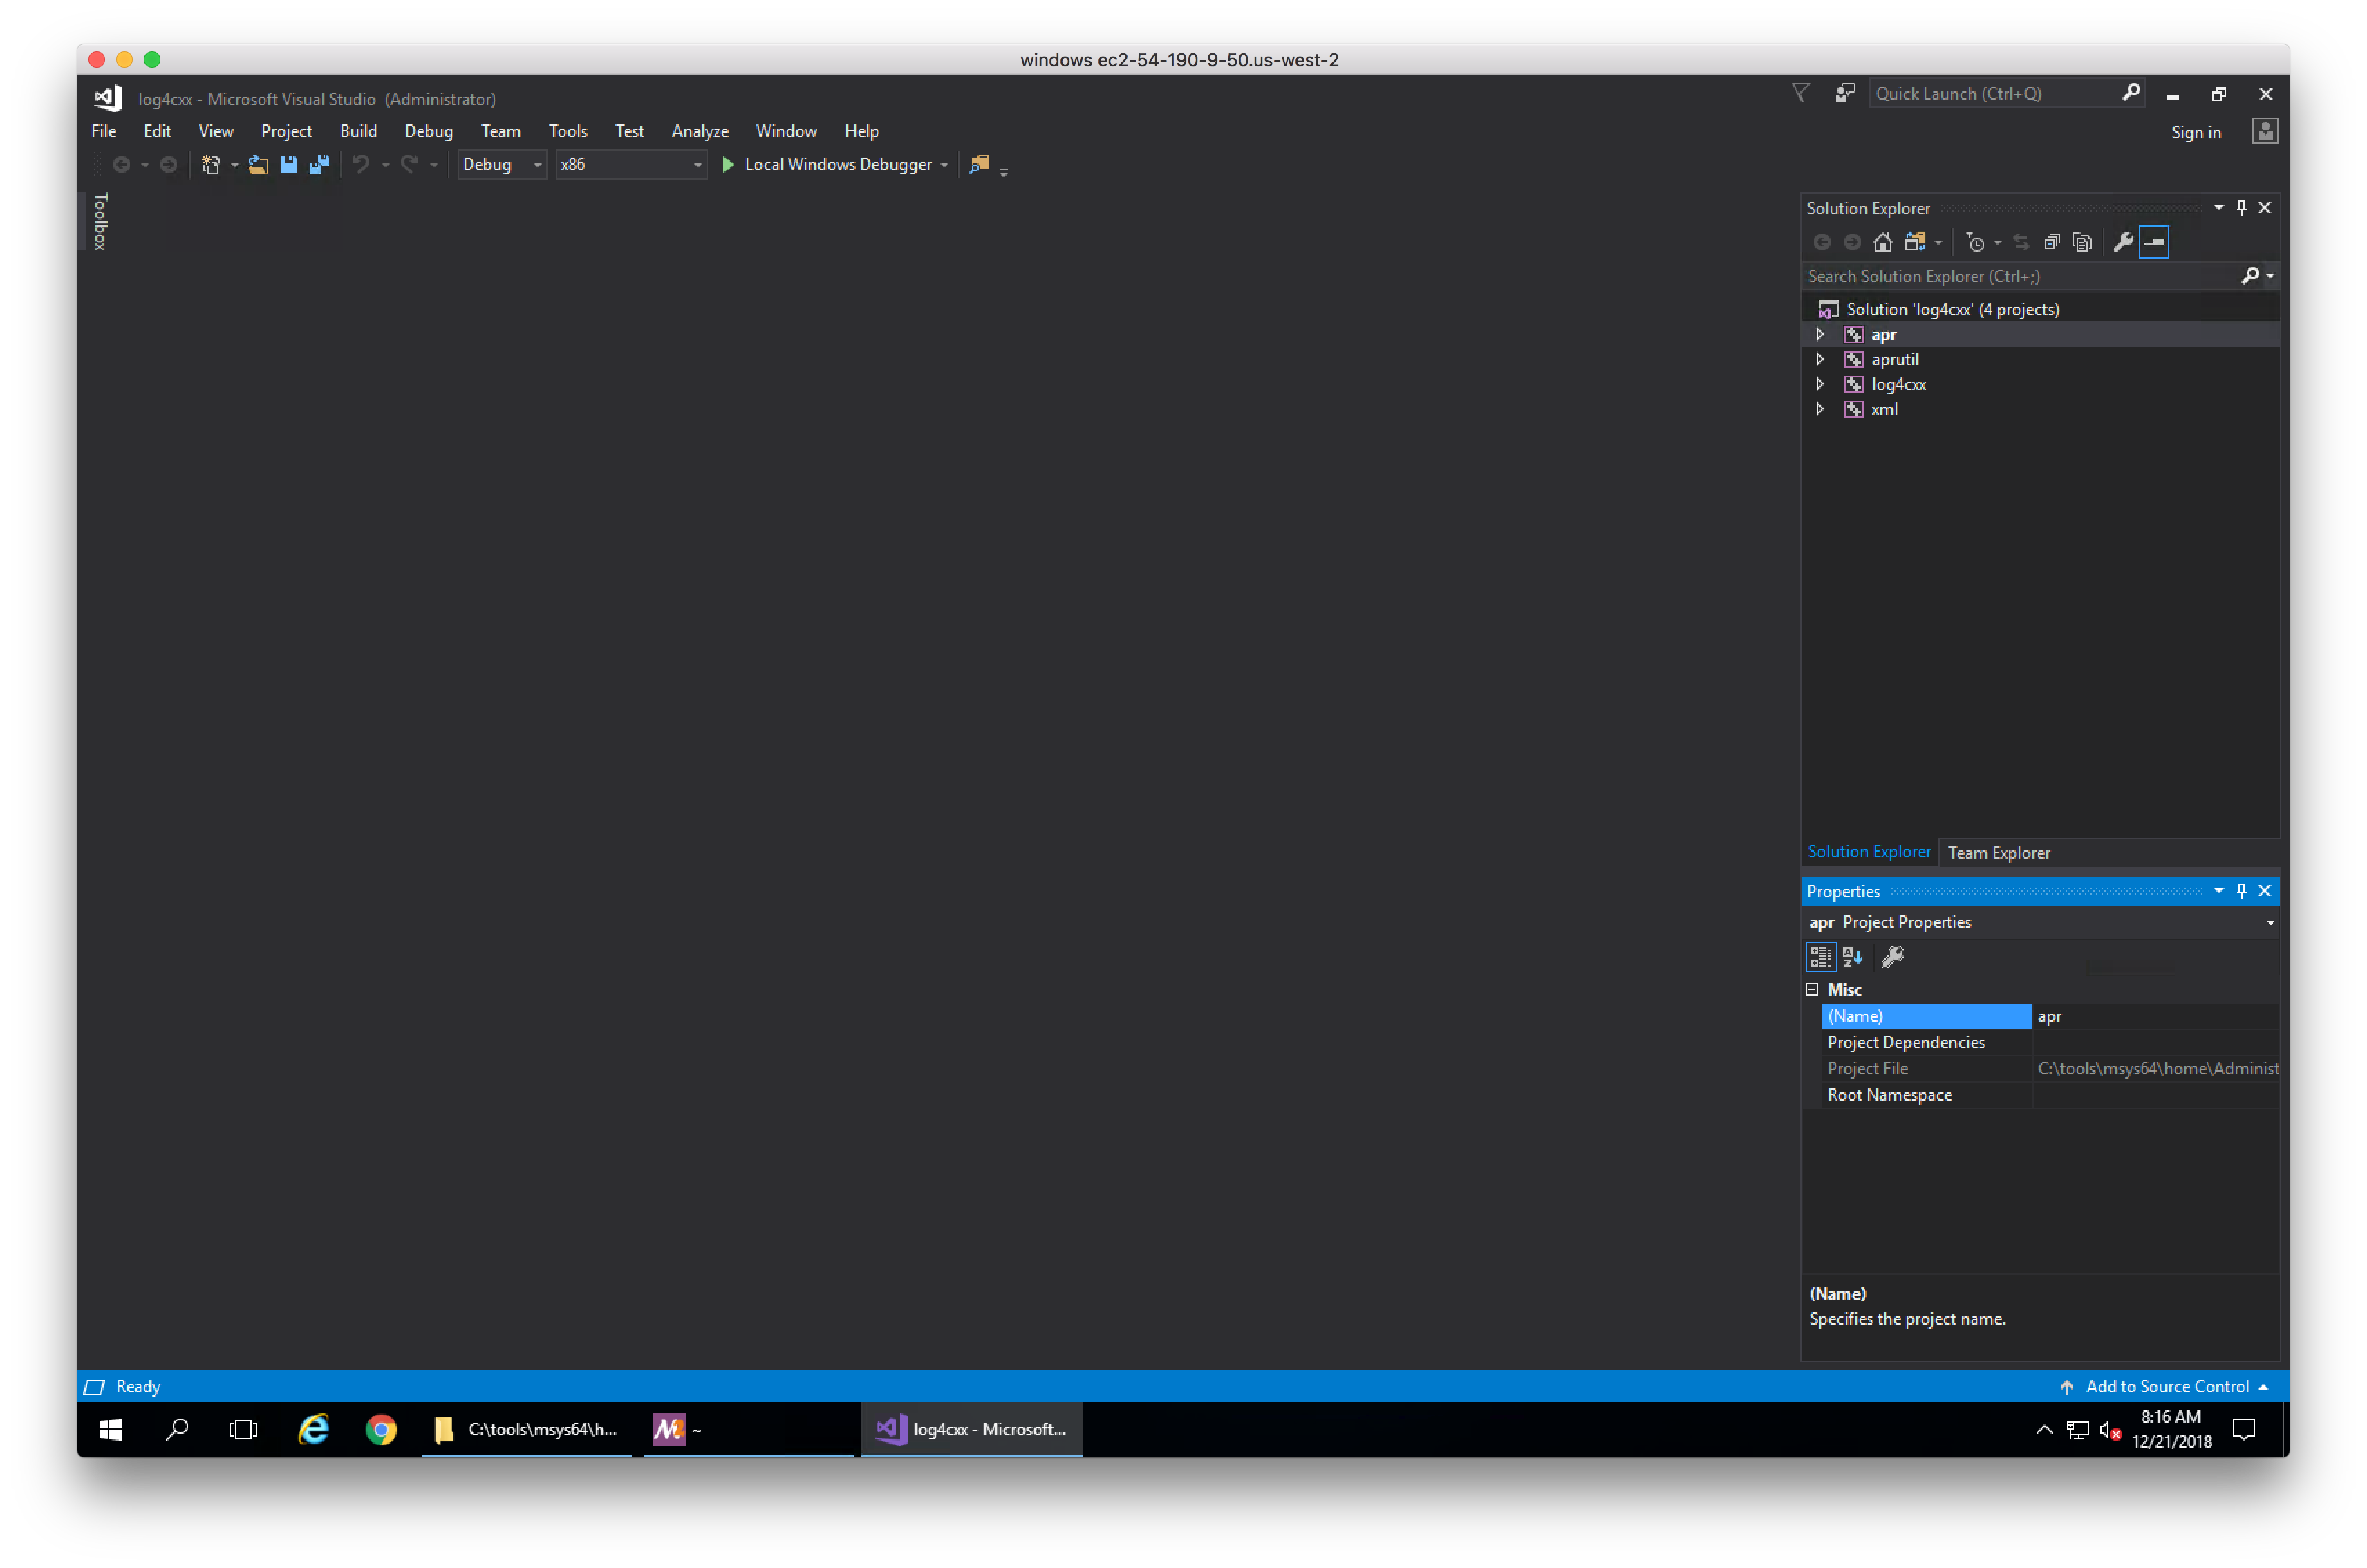 windows ec2-54-190-9-50.us-west-2
log4cxx - Microsoft Visual Studio (Administrator)
Quick Launch (Ctrl+Q)
File Edit View Project Build Debug Team Tools Test Analyze Window Help
Sign in
Debug x86 Local Windows Debugger
Toolbox
Solution Explorer
Search Solution Explorer (Ctrl+;)
Solution 'log4cxx' (4 projects)
apr
aprutil
log4cxx
xml
Solution Explorer Team Explorer
Properties
apr Project Properties
Misc
(Name) apr
Project Dependencies
Project File C:\tools\msys64\home\Administ
Root Namespace
(Name)
Specifies the project name.
Ready
Add to Source Control
C:\tools\msys64\h...
~
log4cxx - Microsoft...
8:16 AM
12/21/2018